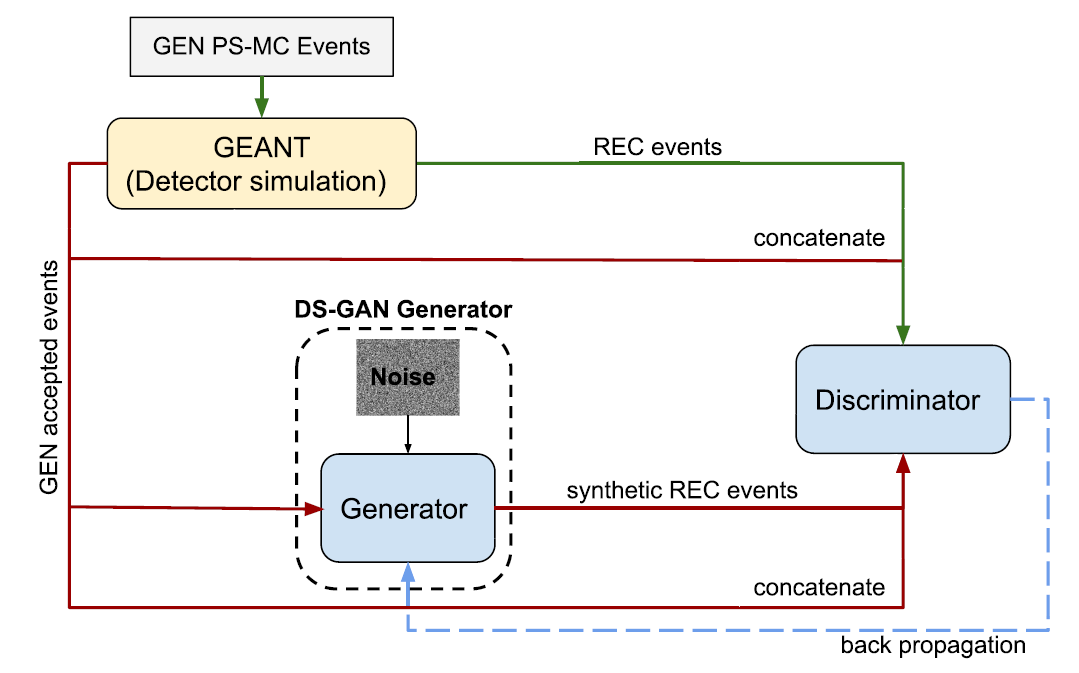 GEN PS-MC Events
GEANT
(Detector simulation)
REC events
concatenate
GEN accepted events
DS-GAN Generator
Noise
Discriminator
Generator
synthetic REC events
concatenate
back propagation